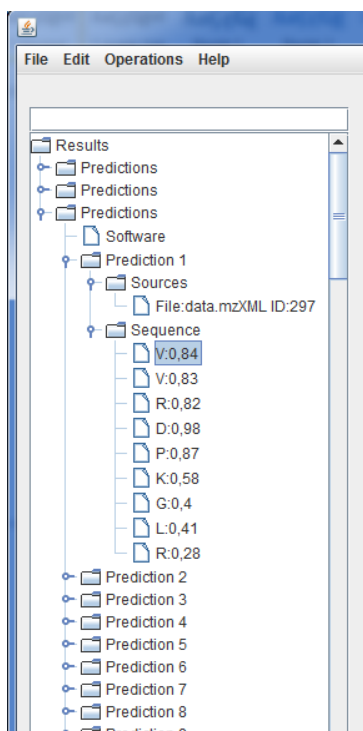 File Edit Operations Help
Results
Predictions
Predictions
Predictions
Software
Prediction 1
Sources
File:data.mzXML ID:297
Sequence
V:0,84
V:0,83
R:0,82
D:0,98
P:0,87
K:0,58
G:0,4
L:0,41
R:0,28
Prediction 2
Prediction 3
Prediction 4
Prediction 5
Prediction 6
Prediction 7
Prediction 8